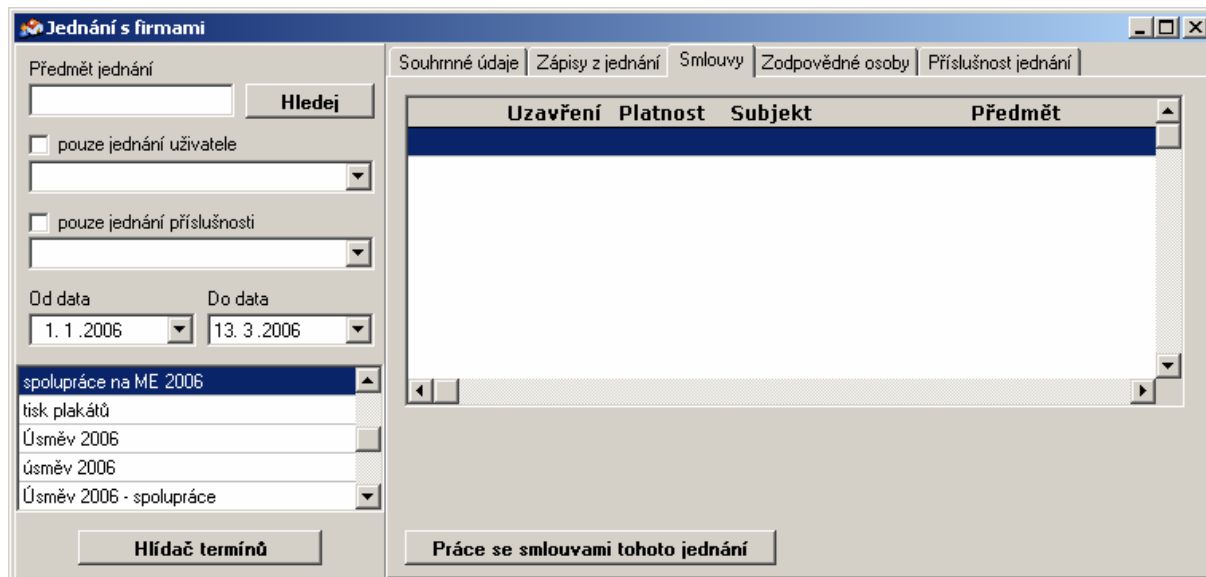 Jednání s firmami
Předmět jednání
Hledej
pouze jednání uživatele
pouze jednání příslušnosti
Od data Do data
1. 1 .2006 13. 3 .2006
spolupráce na ME 2006
tisk plakátů
Úsměv 2006
úsměv 2006
Úsměv 2006 - spolupráce
Hlídač termínů
Souhrnné údaje Zápisy z jednání Smlouvy Zodpovědné osoby Příslušnost jednání
Uzavření Platnost Subjekt Předmět
Práce se smlouvami tohoto jednání